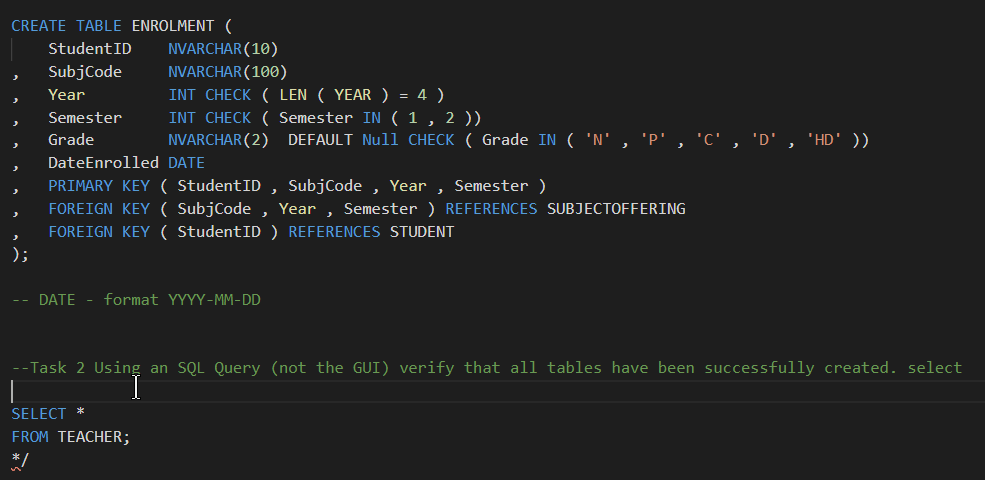 CREATE TABLE ENROLMENT (
    StudentID    NVARCHAR(10)
,   SubjCode     NVARCHAR(100)
,   Year         INT CHECK ( LEN ( YEAR ) = 4 )
,   Semester     INT CHECK ( Semester IN ( 1 , 2 ))
,   Grade        NVARCHAR(2)  DEFAULT Null CHECK ( Grade IN ( 'N' , 'P' , 'C' , 'D' , 'HD' ))
,   DateEnrolled DATE
,   PRIMARY KEY ( StudentID , SubjCode , Year , Semester )
,   FOREIGN KEY ( SubjCode , Year , Semester ) REFERENCES SUBJECTOFFERING
,   FOREIGN KEY ( StudentID ) REFERENCES STUDENT
);
-- DATE - format YYYY-MM-DD
--Task 2 Using an SQL Query (not the GUI) verify that all tables have been successfully created. select
SELECT *
FROM TEACHER;
*/